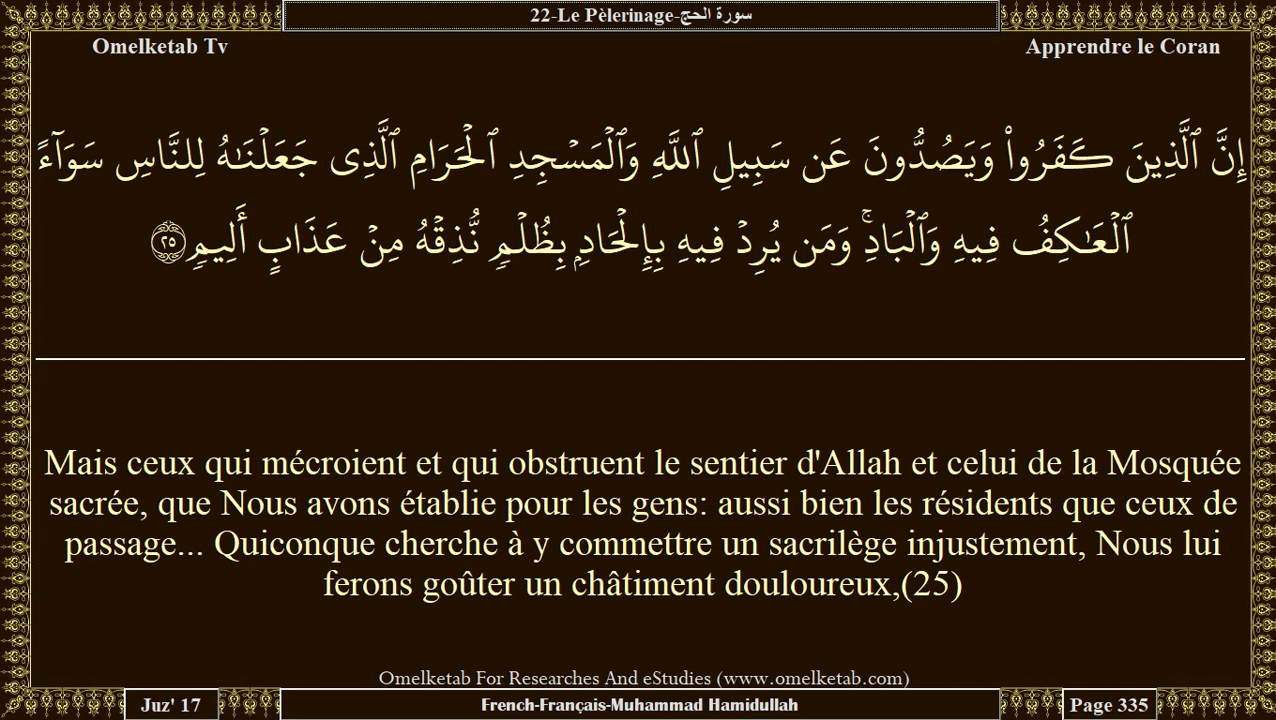 22-Le Pèlerinage-سورة الحج
Omelketab Tv
Apprendre le Coran
إِنَّ ٱلَّذِينَ كَفَرُواْ وَيَصُدُّونَ عَن سَبِيلِ ٱللَّهِ وَٱلْمَسْجِدِ ٱلْحَرَامِ ٱلَّذِى جَعَلْنَـٰهُ لِلنَّاسِ سَوَآءً
ٱلْعَـٰكِفُ فِيهِ وَٱلْبَادِ ۚ وَمَن يُرِدْ فِيهِ بِإِلْحَادٍۭ بِظُلْمٍ نُّذِقْهُ مِنْ عَذَابٍ أَلِيمٍ ٢٥
Mais ceux qui mécroient et qui obstruent le sentier d'Allah et celui de la Mosquée
sacrée, que Nous avons établie pour les gens: aussi bien les résidents que ceux de
passage... Quiconque cherche à y commettre un sacrilège injustement, Nous lui
ferons goûter un châtiment douloureux,(25)
Omelketab For Researches And eStudies (www.omelketab.com)
Juz' 17
French-Français-Muhammad Hamidullah
Page 335